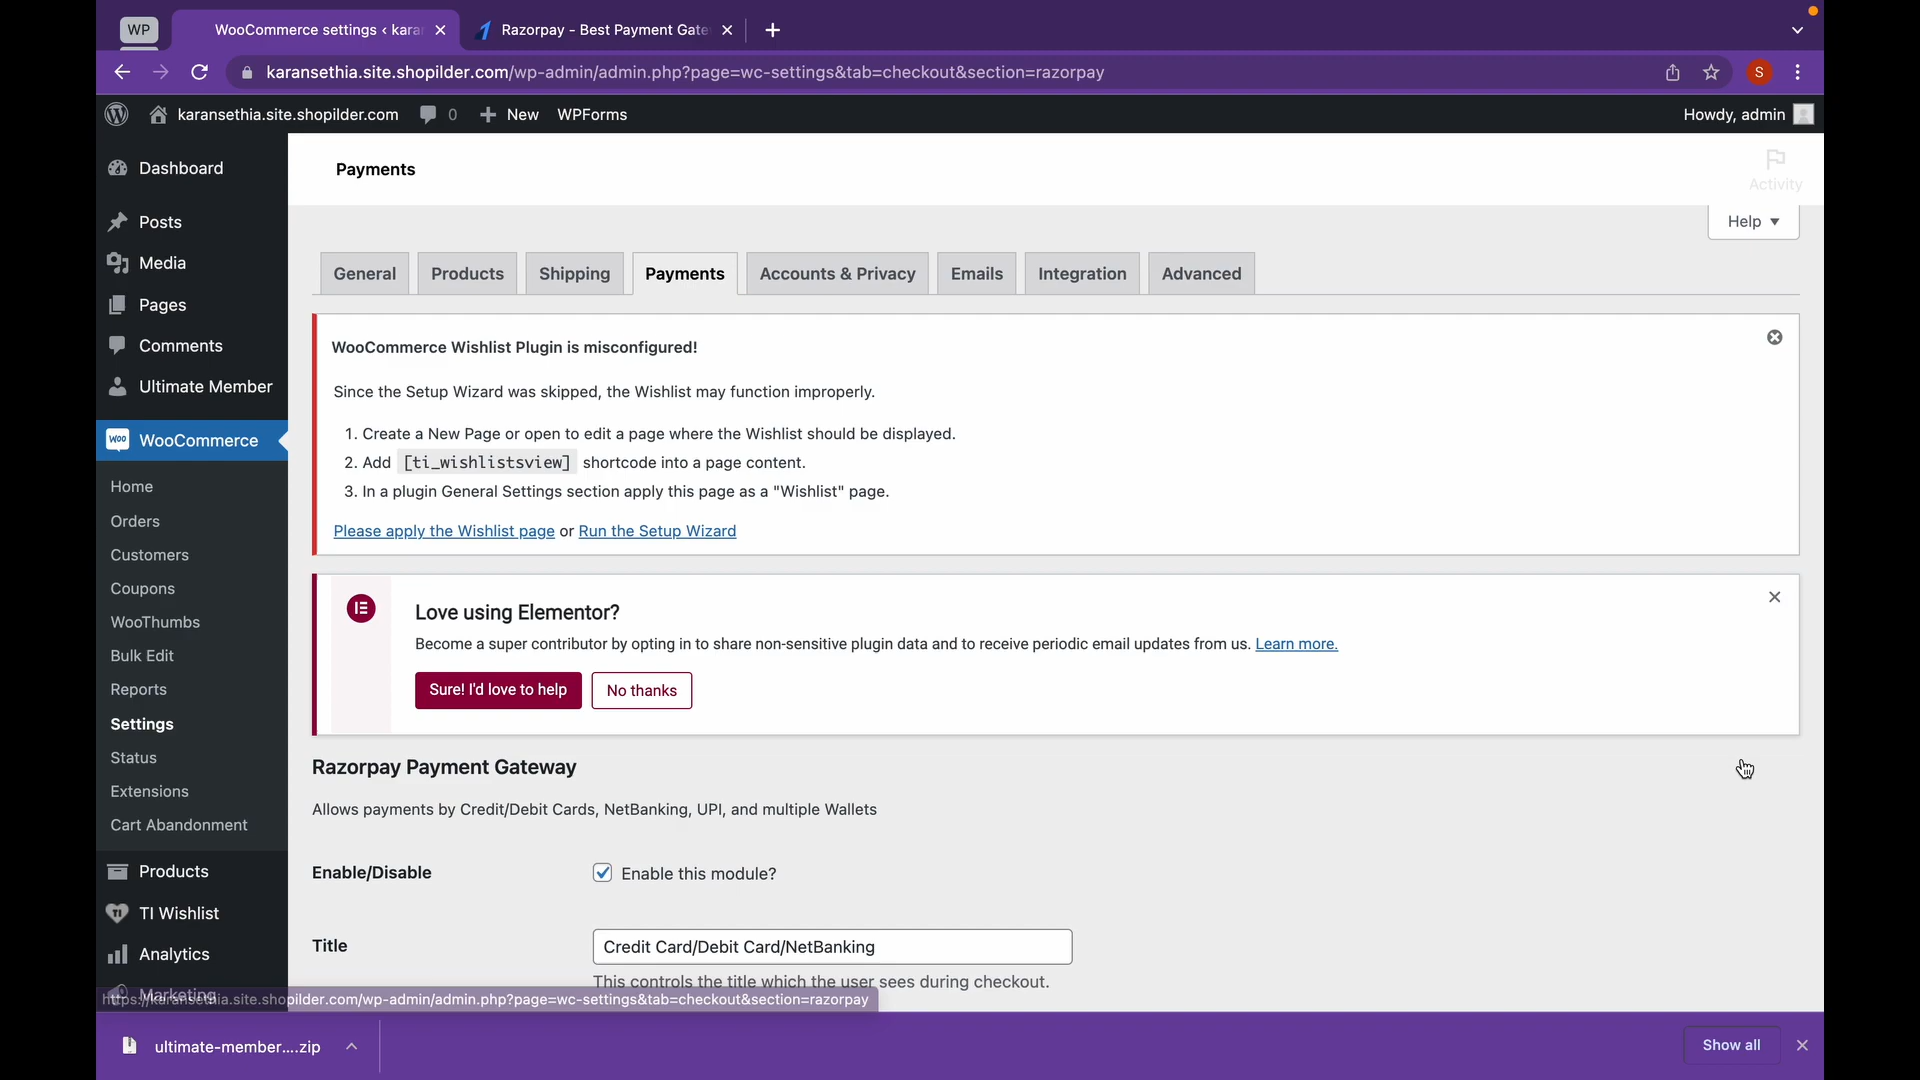 WP
WooCommerce settings ‹ kara
Razorpay - Best Payment Gate
karansethia.site.shopilder.com/wp-admin/admin.php?page=wc-settings&tab=checkout&section=razorpay
S
karansethia.site.shopilder.com
0
New
WPForms
Howdy, admin
Dashboard
Posts
Media
Pages
Comments
Ultimate Member
WooCommerce
Home
Orders
Customers
Coupons
WooThumbs
Bulk Edit
Reports
Settings
Status
Extensions
Cart Abandonment
Products
TI Wishlist
Analytics
Marketing
Payments
Activity
Help
General
Products
Shipping
Payments
Accounts & Privacy
Emails
Integration
Advanced
WooCommerce Wishlist Plugin is misconfigured!
Since the Setup Wizard was skipped, the Wishlist may function improperly.
1. Create a New Page or open to edit a page where the Wishlist should be displayed.
2. Add [ti_wishlistsview] shortcode into a page content.
3. In a plugin General Settings section apply this page as a "Wishlist" page.
Please apply the Wishlist page or Run the Setup Wizard
Love using Elementor?
Become a super contributor by opting in to share non-sensitive plugin data and to receive periodic email updates from us. Learn more.
Sure! I'd love to help
No thanks
Razorpay Payment Gateway
Allows payments by Credit/Debit Cards, NetBanking, UPI, and multiple Wallets
Enable/Disable
Enable this module?
Title
Credit Card/Debit Card/NetBanking
This controls the title which the user sees during checkout.
https://karansethia.site.shopilder.com/wp-admin/admin.php?page=wc-settings&tab=checkout&section=razorpay
ultimate-member....zip
Show all